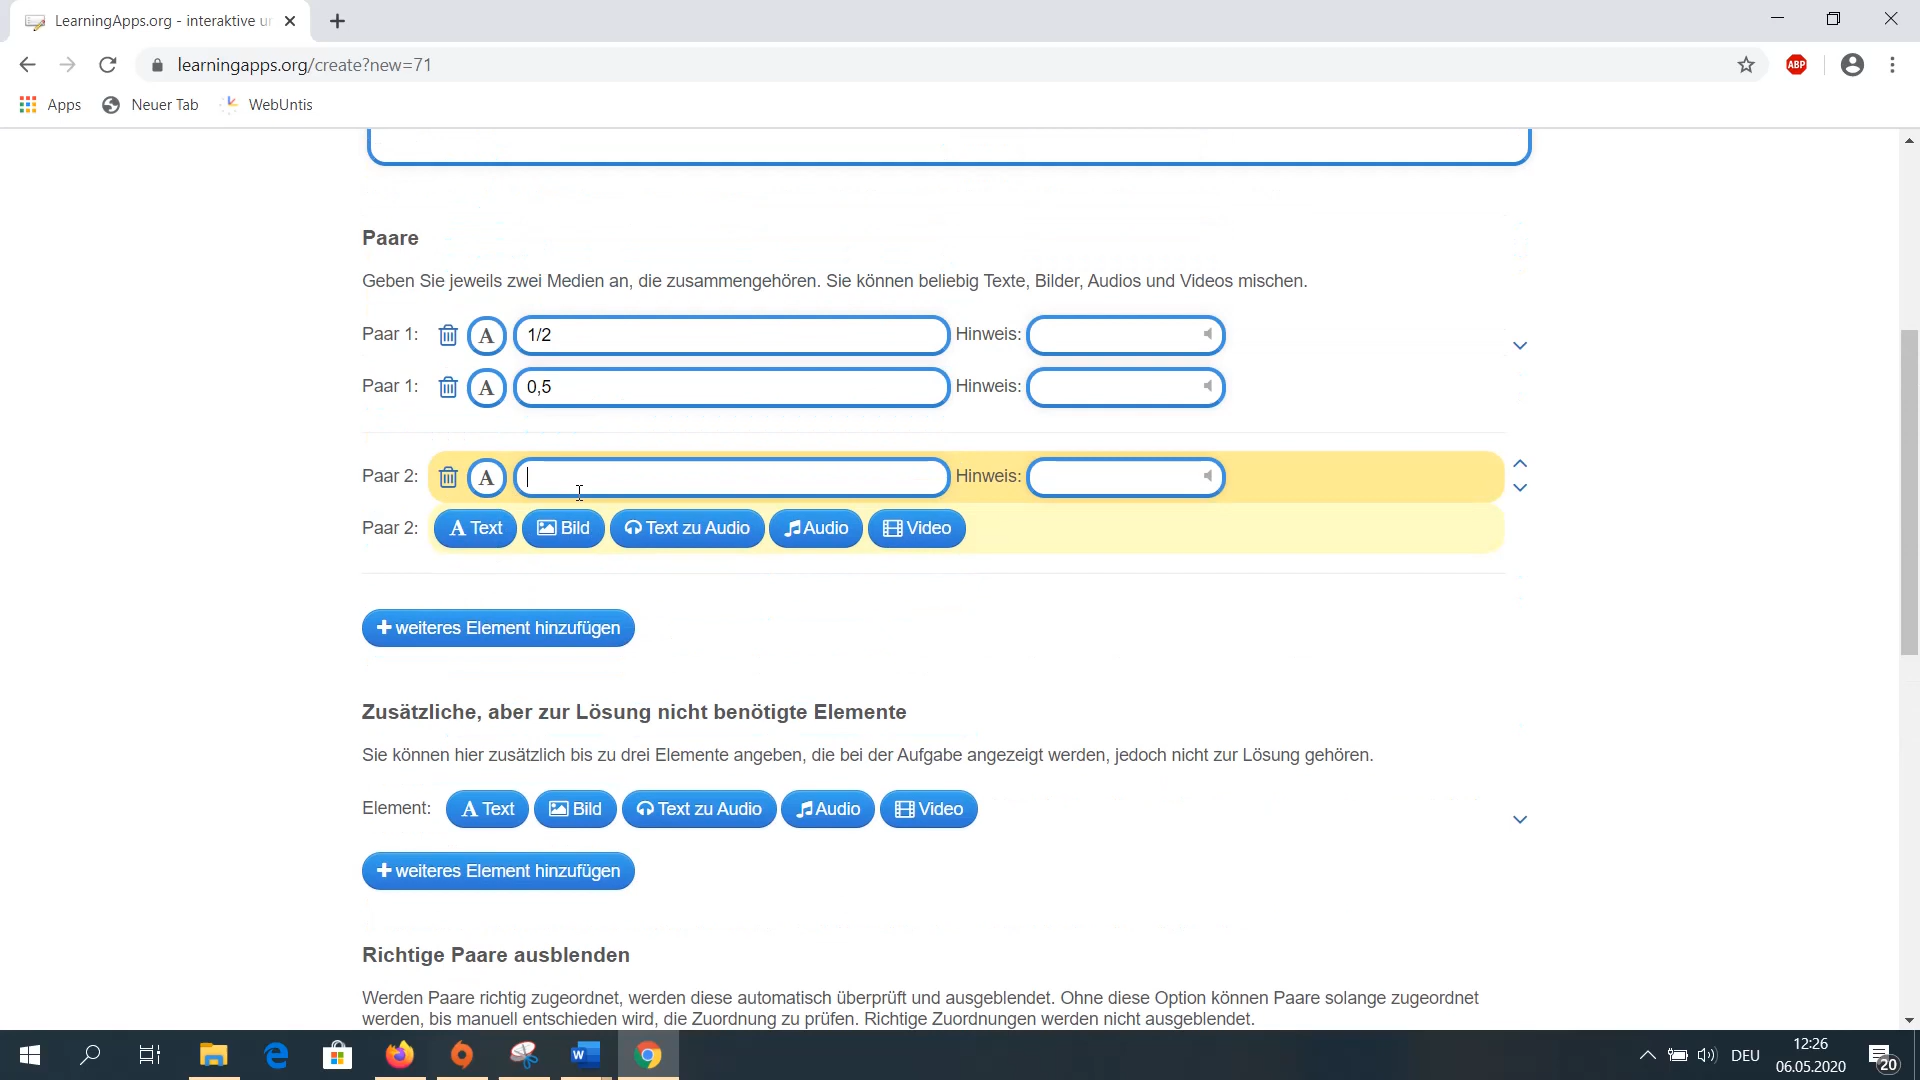 LearningApps.org - interaktive un
learningapps.org/create?new=71
ABP
Apps
Neuer Tab
WebUntis
Paare
Geben Sie jeweils zwei Medien an, die zusammengehören. Sie können beliebig Texte, Bilder, Audios und Videos mischen.
Paar 1: A 1/2 Hinweis:
Paar 1: A 0,5 Hinweis:
Paar 2: A Hinweis:
Paar 2: A Text Bild Text zu Audio Audio Video
+ weiteres Element hinzufügen
Zusätzliche, aber zur Lösung nicht benötigte Elemente
Sie können hier zusätzlich bis zu drei Elemente angeben, die bei der Aufgabe angezeigt werden, jedoch nicht zur Lösung gehören.
Element: A Text Bild Text zu Audio Audio Video
+ weiteres Element hinzufügen
Richtige Paare ausblenden
Werden Paare richtig zugeordnet, werden diese automatisch überprüft und ausgeblendet. Ohne diese Option können Paare solange zugeordnet
werden, bis manuell entschieden wird, die Zuordnung zu prüfen. Richtige Zuordnungen werden nicht ausgeblendet.
W
DEU
12:26
06.05.2020
20